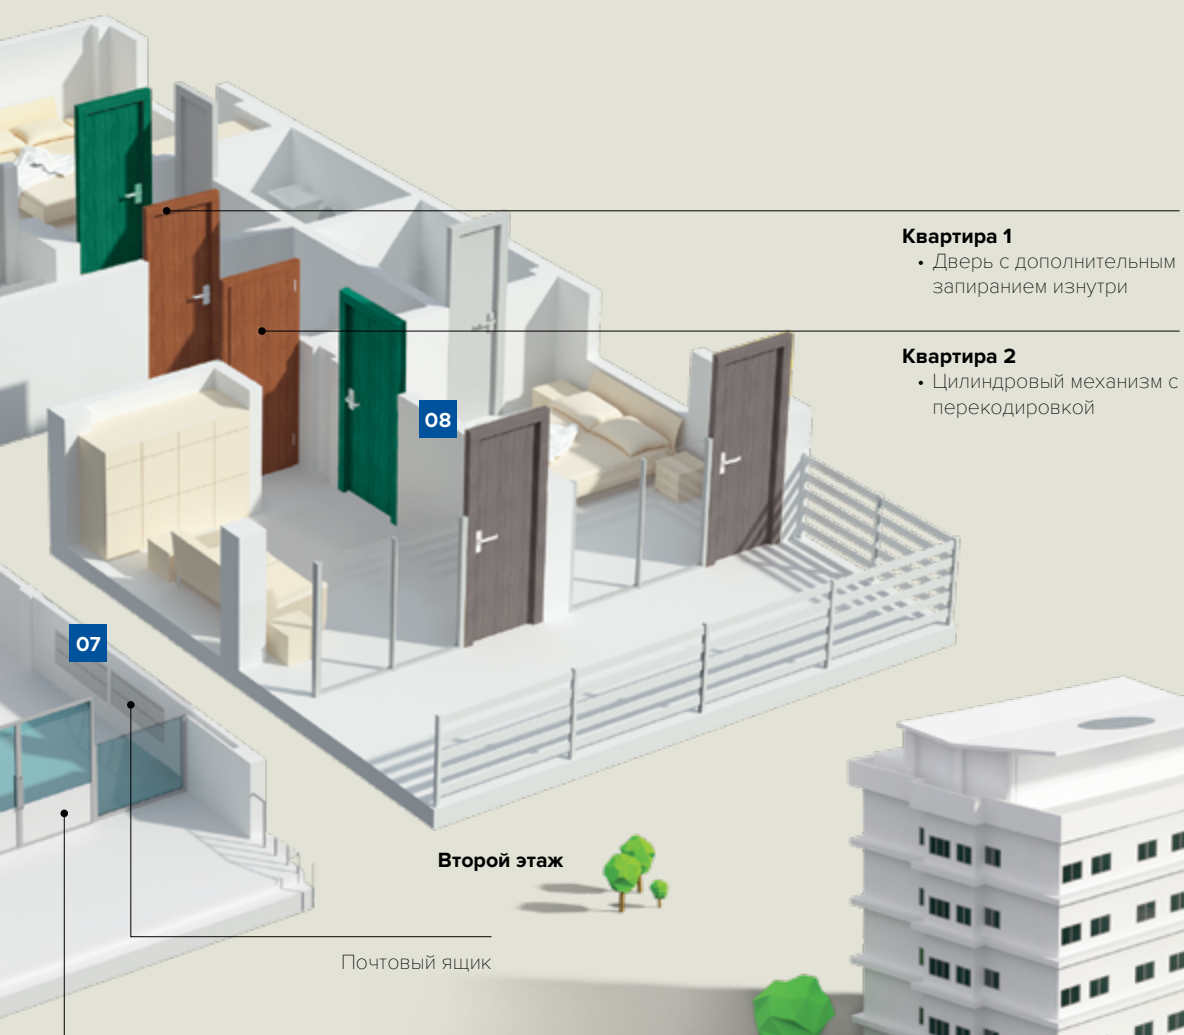 Квартира 1
• Дверь с дополнительным
запиранием изнутри
Квартира 2
• Цилиндровый механизм с
перекодировкой
08
07
Второй этаж
Почтовый ящик